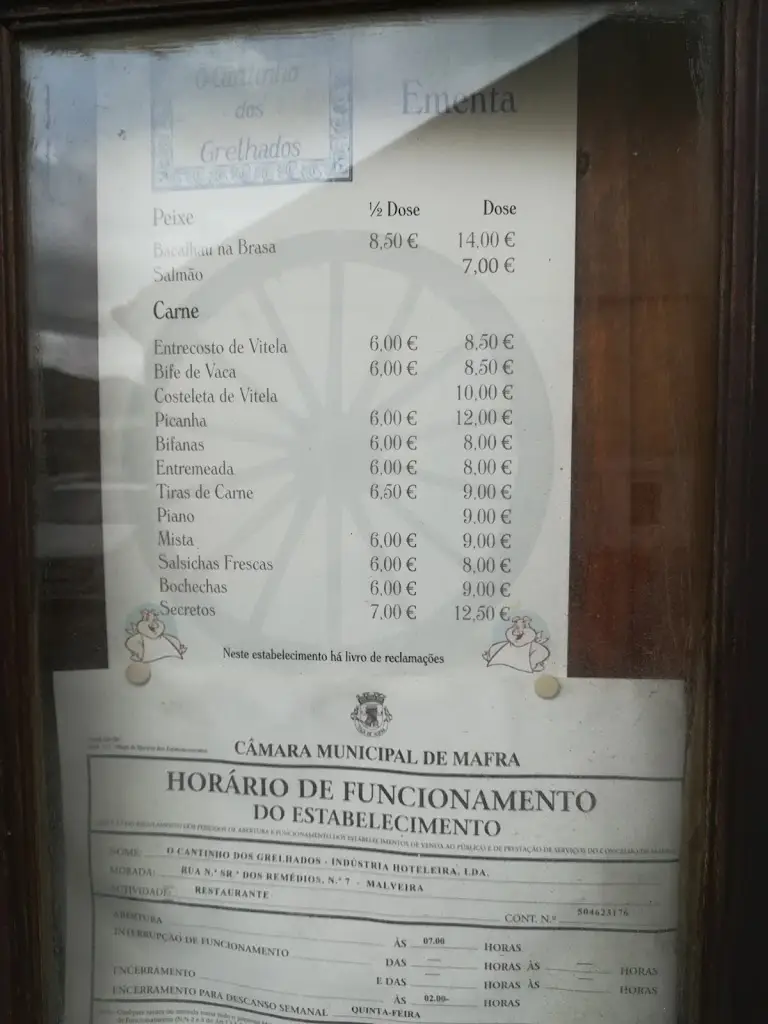 O Cantinho
dos
Grelhados
Ementa
Peixe ½ Dose Dose
Bacalhau na Brasa 8,50 € 14,00 €
Salmão 7,00 €
Carne
Entrecosto de Vitela 6,00 € 8,50 €
Bife de Vaca 6,00 € 8,50 €
Costeleta de Vitela 10,00 €
Picanha 6,00 € 12,00 €
Bifanas 6,00 € 8,00 €
Entremeada 6,00 € 8,00 €
Tiras de Carne 6,50 € 9,00 €
Piano 9,00 €
Mista 6,00 € 9,00 €
Salsichas Frescas 6,00 € 8,00 €
Bochechas 6,00 € 9,00 €
Secretos 7,00 € 12,50 €
Neste estabelecimento há livro de reclamações
CÂMARA MUNICIPAL DE MAFRA
HORÁRIO DE FUNCIONAMENTO
DO ESTABELECIMENTO
NOME: O CANTINHO DOS GRELHADOS - INDÚSTRIA HOTELEIRA, LDA.
MORADA: RUA N.ª SR.ª DOS REMÉDIOS, N.º 7 - MALVEIRA
ACTIVIDADE: RESTAURANTE
CONT. N.º 504623176
ABERTURA ÀS 07.00 HORAS
INTERRUPÇÃO DE FUNCIONAMENTO DAS — HORAS ÀS — HORAS
E DAS — HORAS ÀS — HORAS
ENCERRAMENTO ÀS 02.00- HORAS
ENCERRAMENTO PARA DESCANSO SEMANAL QUINTA-FEIRA